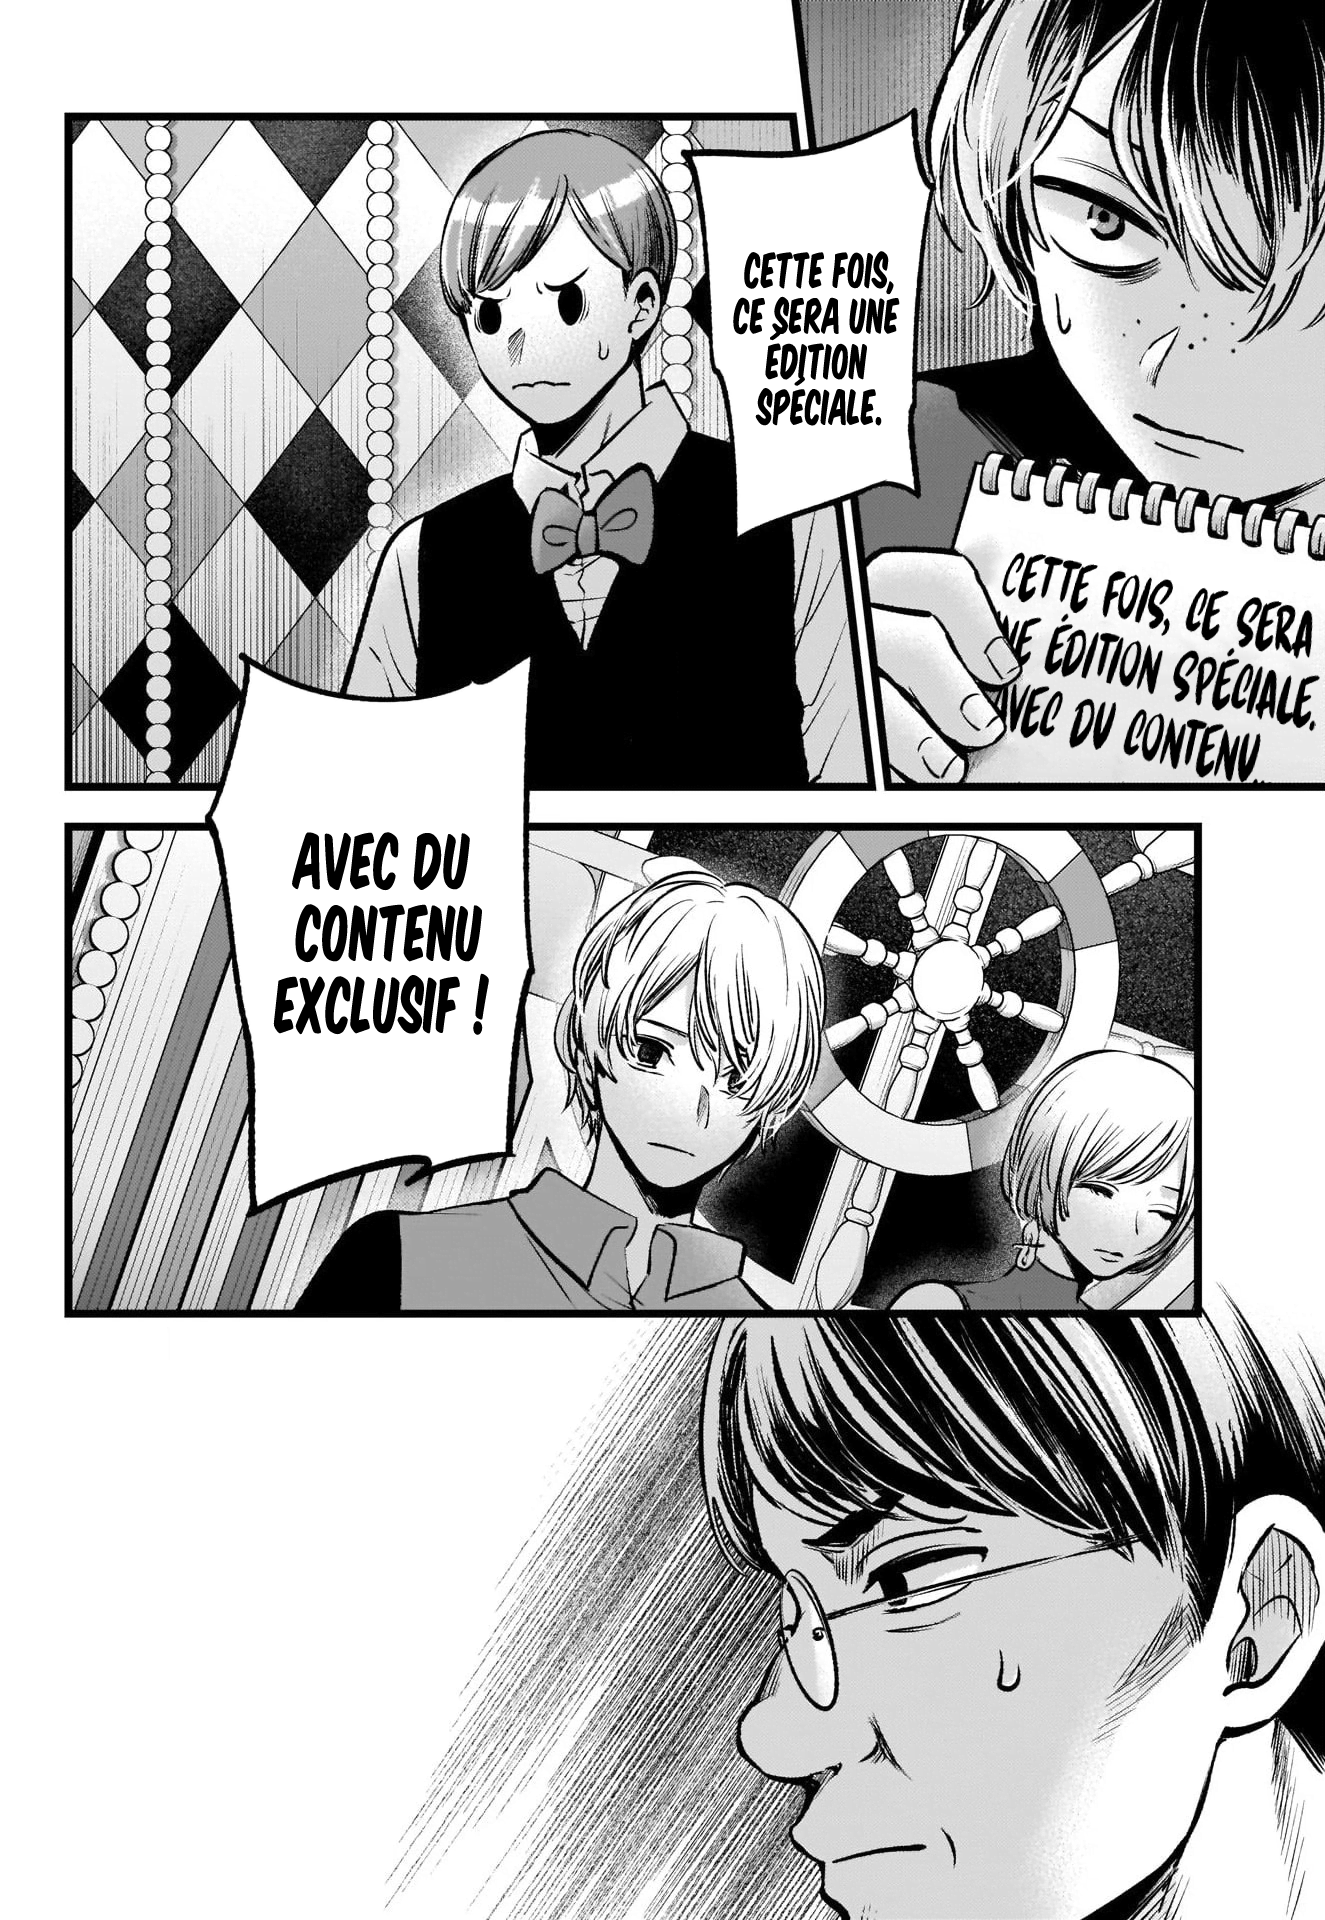 CETTE FOIS, CE SERA
UNE ÉDITION SPÉCIALE.
AVEC DU CONTENU...
CETTE FOIS,
CE SERA UNE
ÉDITION
SPÉCIALE.
AVEC DU
CONTENU
EXCLUSIF !